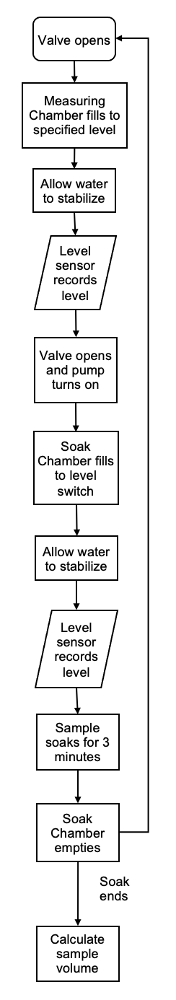 Valve opens
Measuring
Chamber fills to
specified level
Allow water
to stabilize
Level
sensor
records
level
Valve opens
and pump
turns on
Soak
Chamber fills
to level
switch
Allow water
to stabilize
Level
sensor
records
level
Sample
soaks for 3
minutes
Soak
Chamber
empties
Soak
ends
Calculate
sample
volume